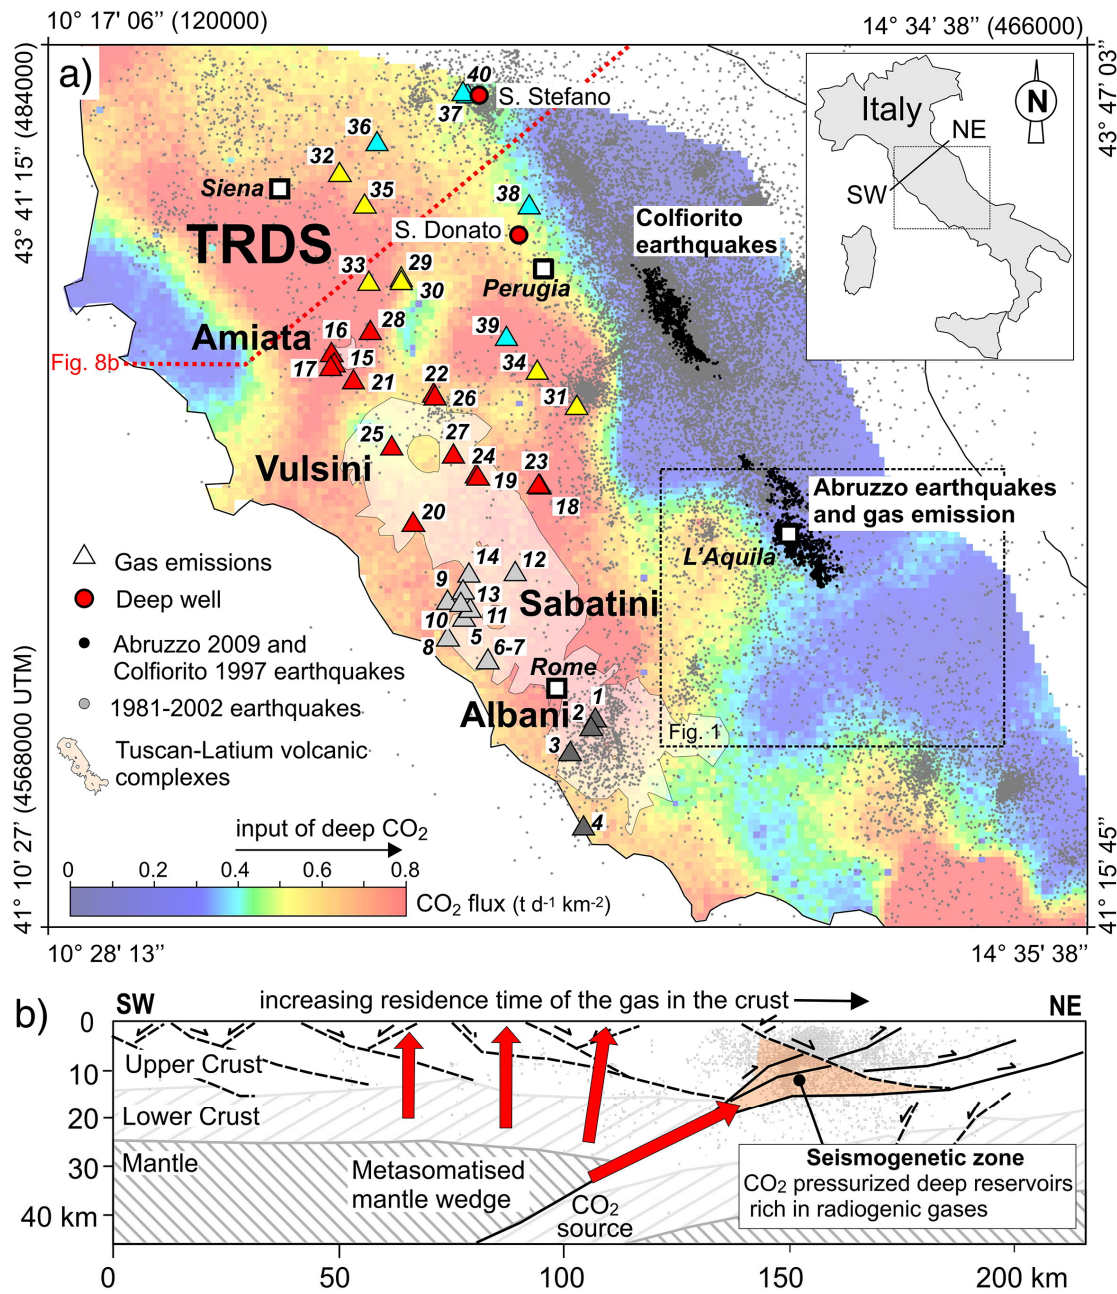 10° 17' 06'' (120000)
14° 34' 38'' (466000)
43° 41' 15'' (4840000)
43° 47' 03''
a)
40
S. Stefano
37
36
32
Siena
35
38
TRDS
S. Donato
Colfiorito
earthquakes
33
29
30
Perugia
Italy
NE
SW
N
Amiata
16
28
39
Fig. 8b
15
17
21
34
22
26
31
25
27
Vulsini
24
23
19
18
20
Abruzzo earthquakes
and gas emission
L'Aquila
14
12
9
13
Sabatini
10
11
5
8
6-7
Rome
1
Albani
2
3
Fig. 1
4
Gas emissions
Deep well
Abruzzo 2009 and
Colfiorito 1997 earthquakes
1981-2002 earthquakes
Tuscan-Latium volcanic
complexes
input of deep CO₂
0 0.2 0.4 0.6 0.8
CO₂ flux (t d⁻¹ km⁻²)
41° 10' 27'' (4568000 UTM)
41° 15' 45''
10° 28' 13''
14° 35' 38''
b)
SW
increasing residence time of the gas in the crust
NE
0
Upper Crust
10
Lower Crust
20
Mantle
30
Metasomatised
mantle wedge
40 km
CO₂
source
Seismogenetic zone
CO₂ pressurized deep reservoirs
rich in radiogenic gases
0 50 100 150 200 km